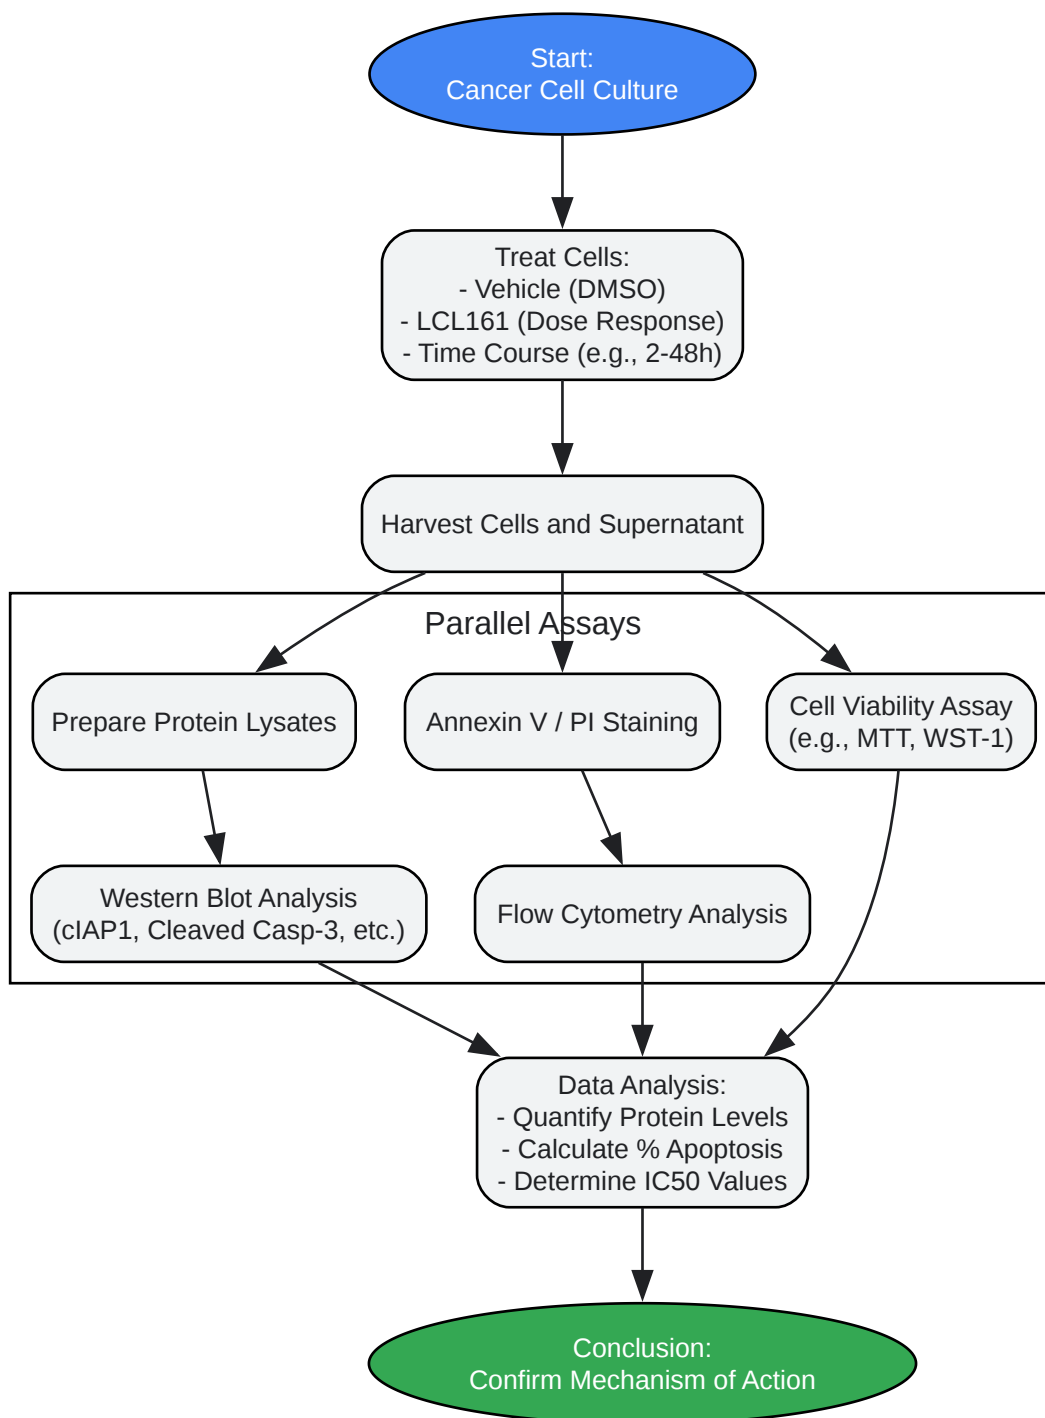 Start:
Cancer Cell Culture
Treat Cells:
- Vehicle (DMSO)
- LCL161 (Dose Response)
- Time Course (e.g., 2-48h)
Harvest Cells and Supernatant
Parallel Assays
Prepare Protein Lysates
Annexin V / PI Staining
Cell Viability Assay
(e.g., MTT, WST-1)
Western Blot Analysis
(cIAP1, Cleaved Casp-3, etc.)
Flow Cytometry Analysis
Data Analysis:
- Quantify Protein Levels
- Calculate % Apoptosis
- Determine IC50 Values
Conclusion:
Confirm Mechanism of Action